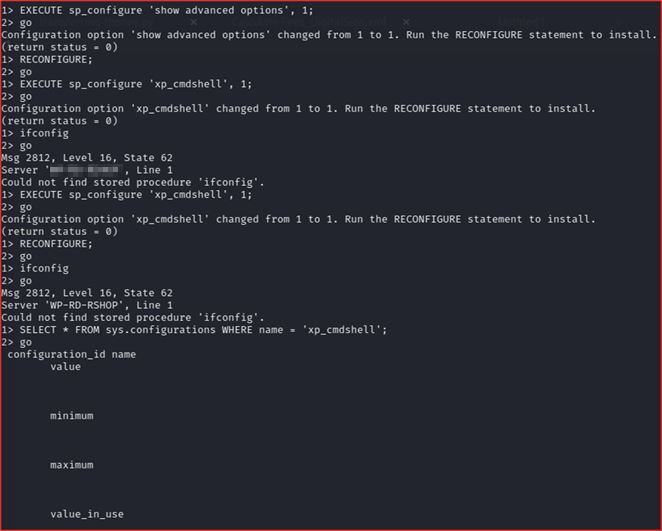 1> EXECUTE sp_configure 'show advanced options', 1;
2> go
Configuration option 'show advanced options' changed from 1 to 1. Run the RECONFIGURE statement to install.
(return status = 0)
1> RECONFIGURE;
2> go
1> EXECUTE sp_configure 'xp_cmdshell', 1;
2> go
Configuration option 'xp_cmdshell' changed from 1 to 1. Run the RECONFIGURE statement to install.
(return status = 0)
1> ifconfig
2> go
Msg 2812, Level 16, State 62
Server ' ', Line 1
Could not find stored procedure 'ifconfig'.
1> EXECUTE sp_configure 'xp_cmdshell', 1;
2> go
Configuration option 'xp_cmdshell' changed from 1 to 1. Run the RECONFIGURE statement to install.
(return status = 0)
1> RECONFIGURE;
2> go
1> ifconfig
2> go
Msg 2812, Level 16, State 62
Server 'WP-RD-RSHOP', Line 1
Could not find stored procedure 'ifconfig'.
1> SELECT * FROM sys.configurations WHERE name = 'xp_cmdshell';
2> go
configuration_id name
value
minimum
maximum
value_in_use